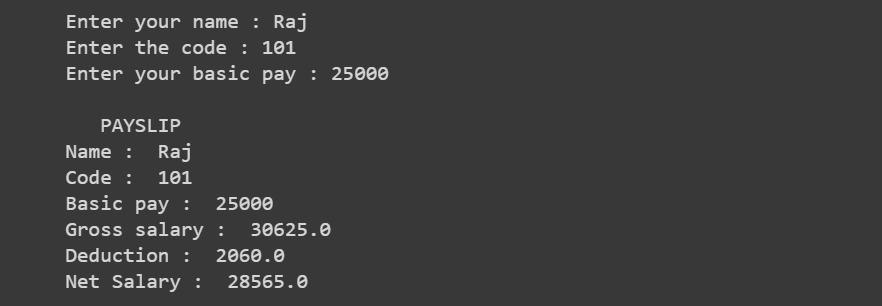 Enter your name : Raj
Enter the code : 101
Enter your basic pay : 25000
PAYSLIP
Name :  Raj
Code :  101
Basic pay :  25000
Gross salary :  30625.0
Deduction :  2060.0
Net Salary :  28565.0